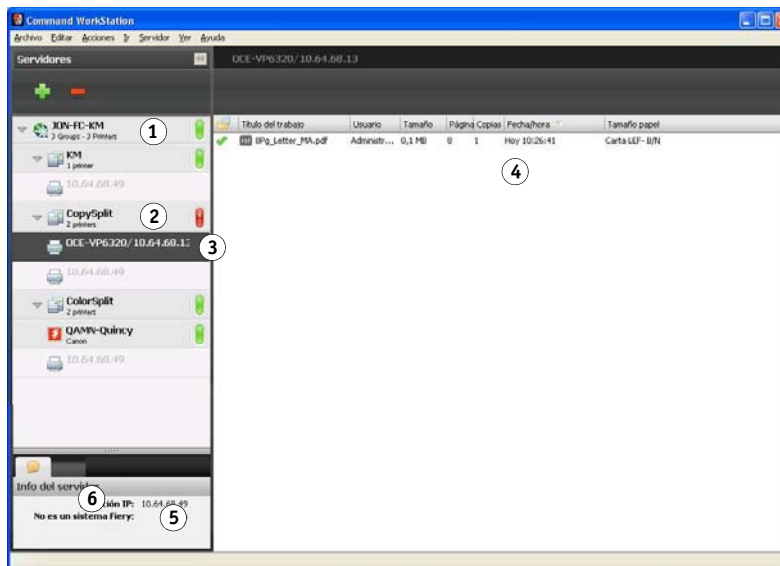 Command WorkStation
Archivo Editar Acciones Ir Servidor Ver Ayuda
Servidores
OCE-VP6320/10.64.68.13
JON-FC-KM
3 Groups - 3 Printers
1
KM
1 printer
10.64.68.49
CopySplit
2 printers
2
OCE-VP6320/10.64.68.13
3
10.64.68.49
ColorSplit
2 printers
QAMN-Quincy
Canon
10.64.68.49
Título del trabajo Usuario Tamaño Página Copias Fecha/hora Tamaño papel
PDF 8Pg_Letter_MA.pdf Administr... 0,1 MB 8 1 Hoy 10:26:41 Carta LEF- B/N
4
Info del servidor
6
ción IP: 10.64.68.49
No es un sistema Fiery:
5